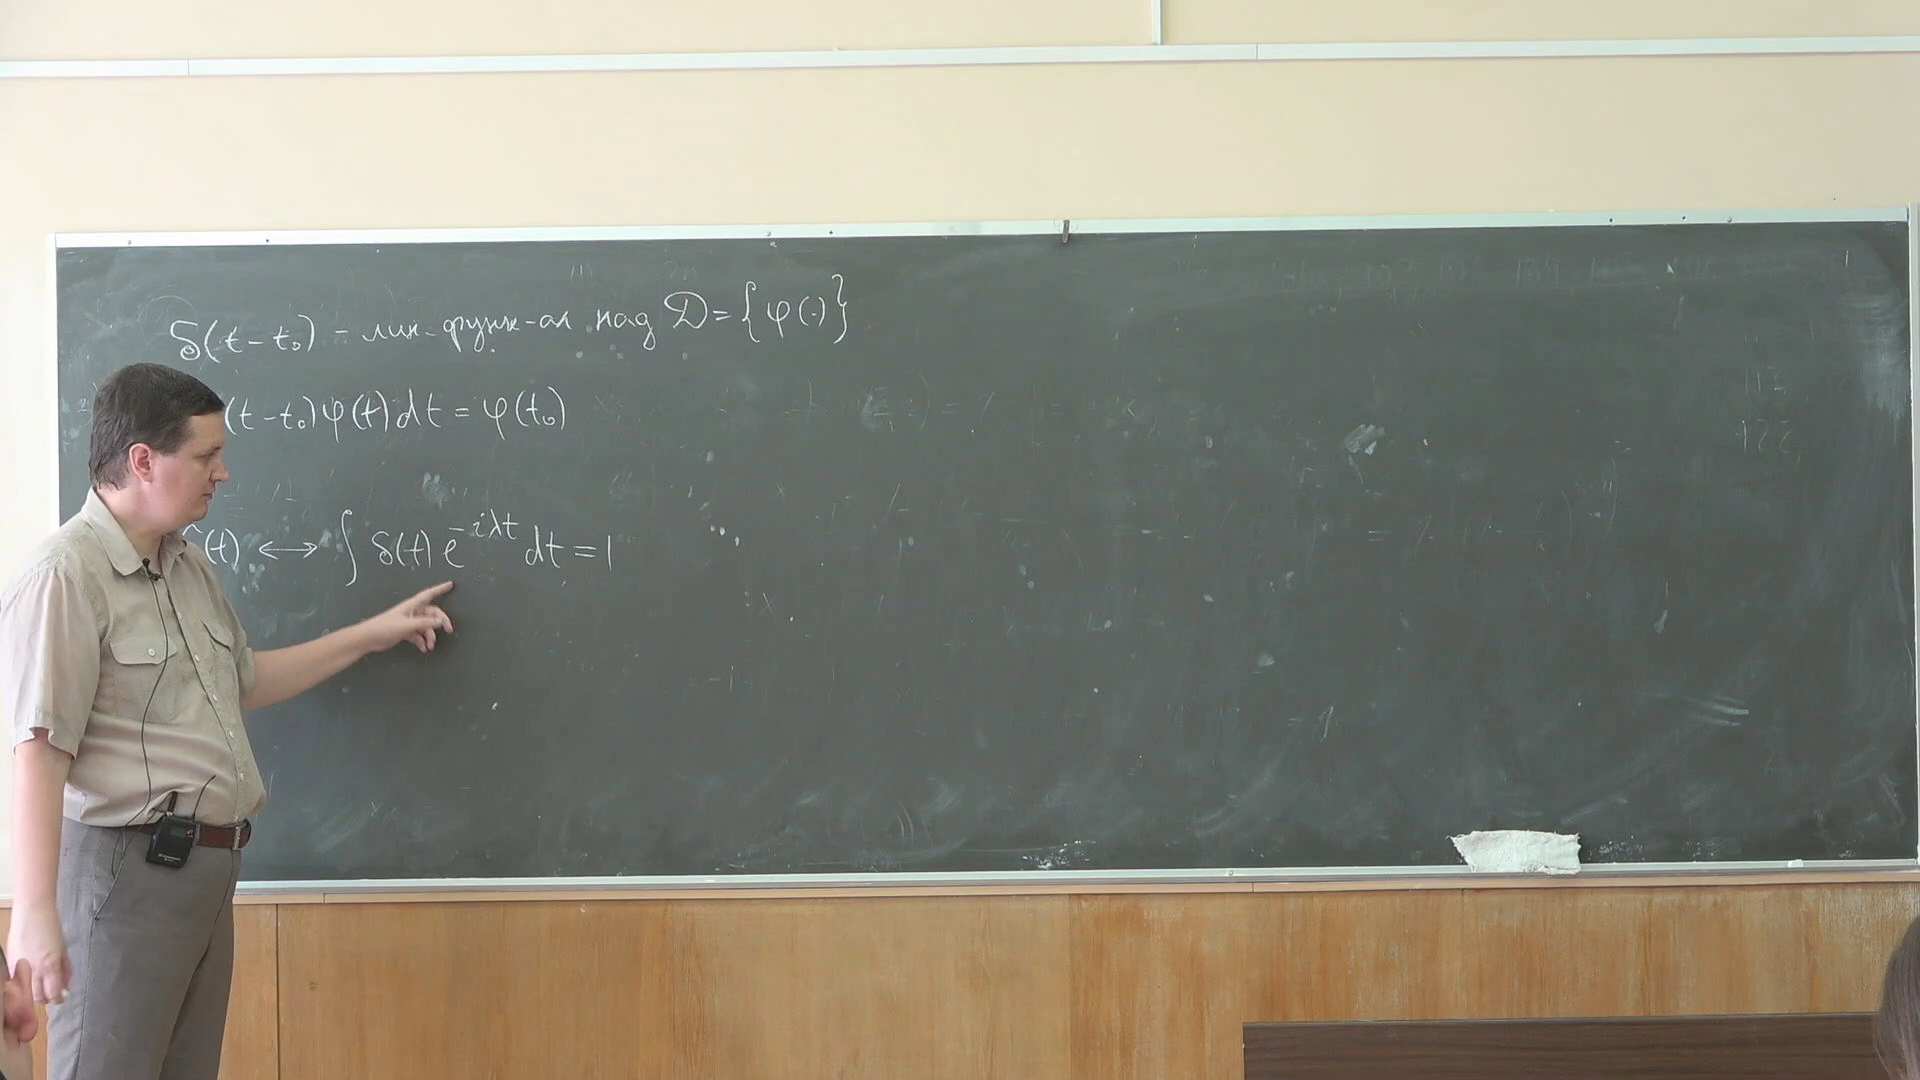 δ(t-t₀) - лин. функ-ал над D={φ(·)}
(t-t₀)φ(t)dt=φ(t₀)
(t) ⟷ ∫ δ(t) e^{-iλt} dt = 1